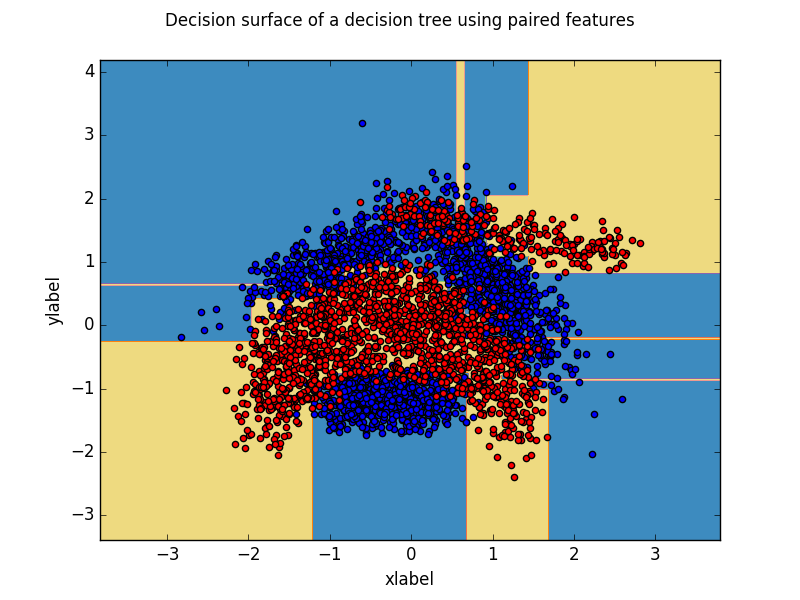 Decision surface of a decision tree using paired features
4
3
2
1
0
−1
−2
−3
ylabel
−3 −2 −1 0 1 2 3
xlabel